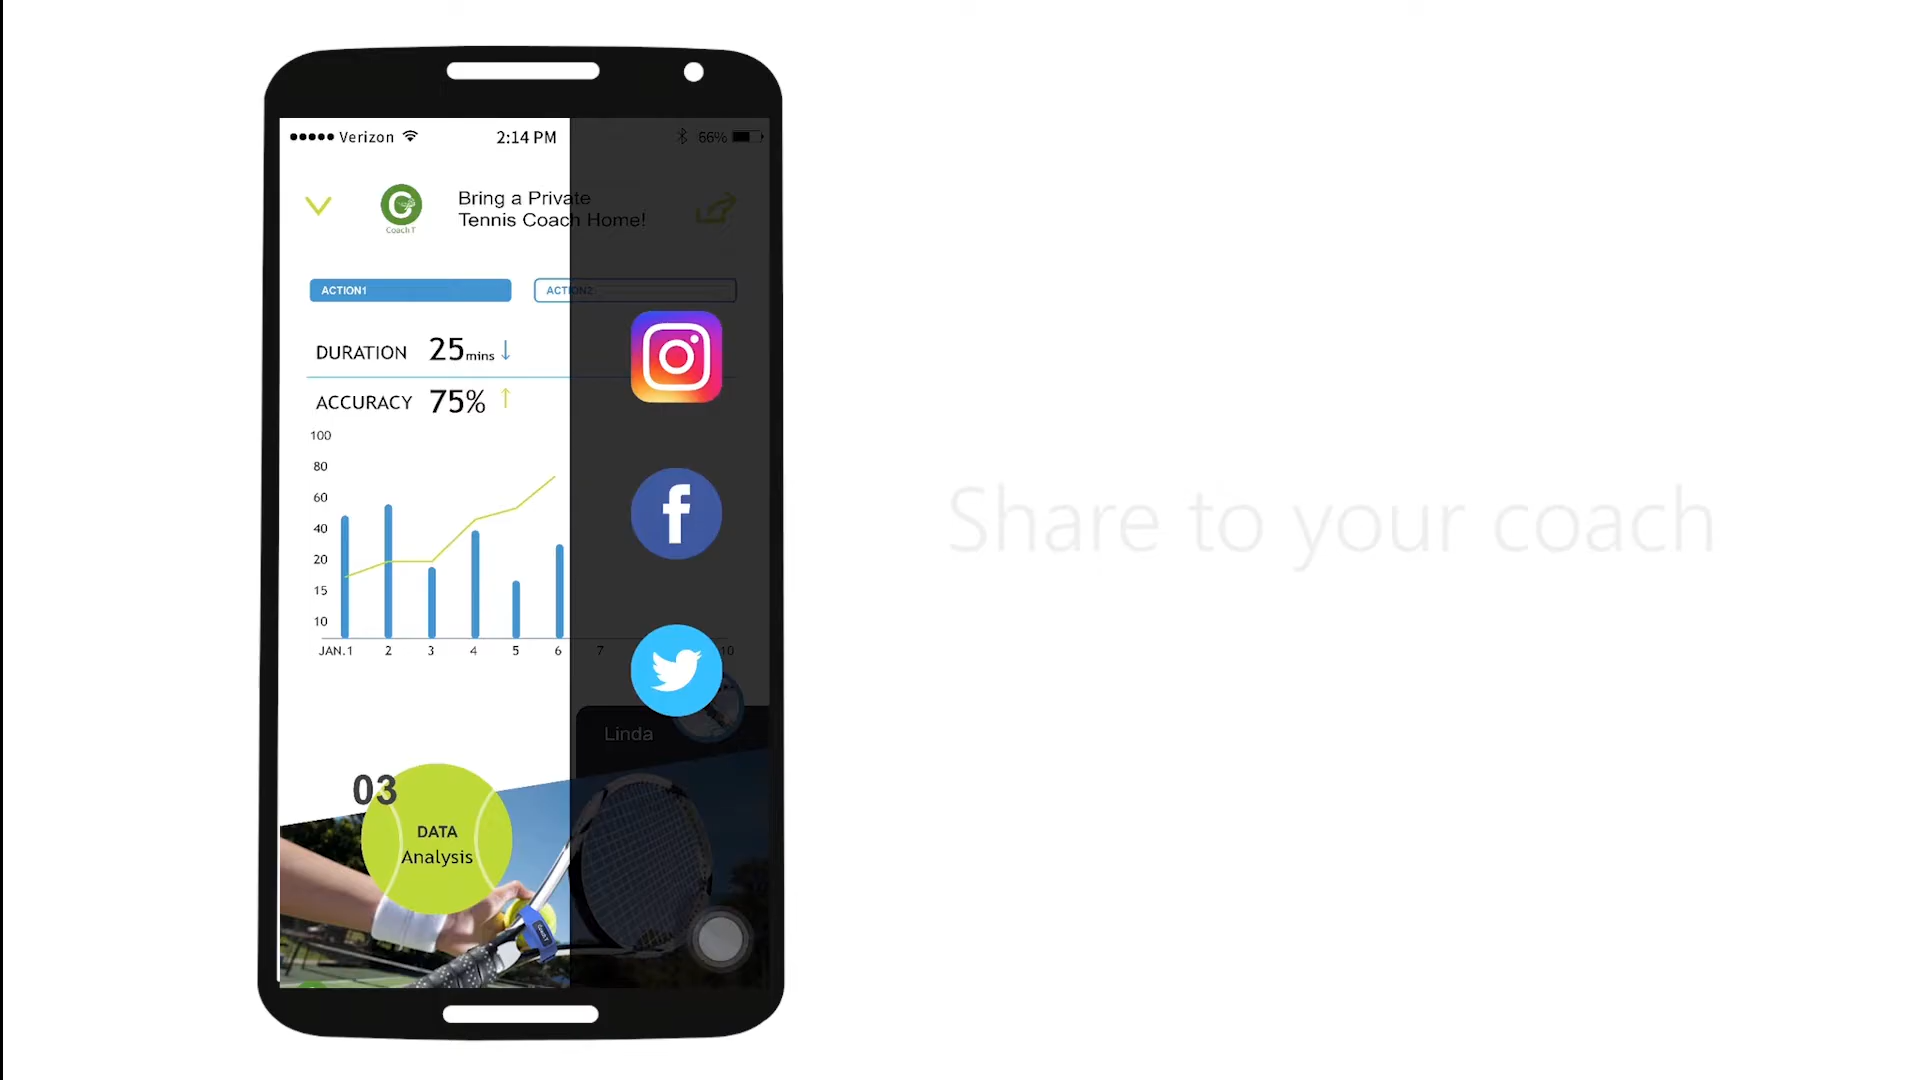 Verizon 2:14 PM 66%
Bring a Private
Tennis Coach Home!
Coach T
ACTION1 ACTION2
DURATION 25mins
ACCURACY 75%
100
80
60
40
20
15
10
JAN.1 2 3 4 5 6 7 10
Share to your coach
Linda
03
DATA
Analysis
CoachT